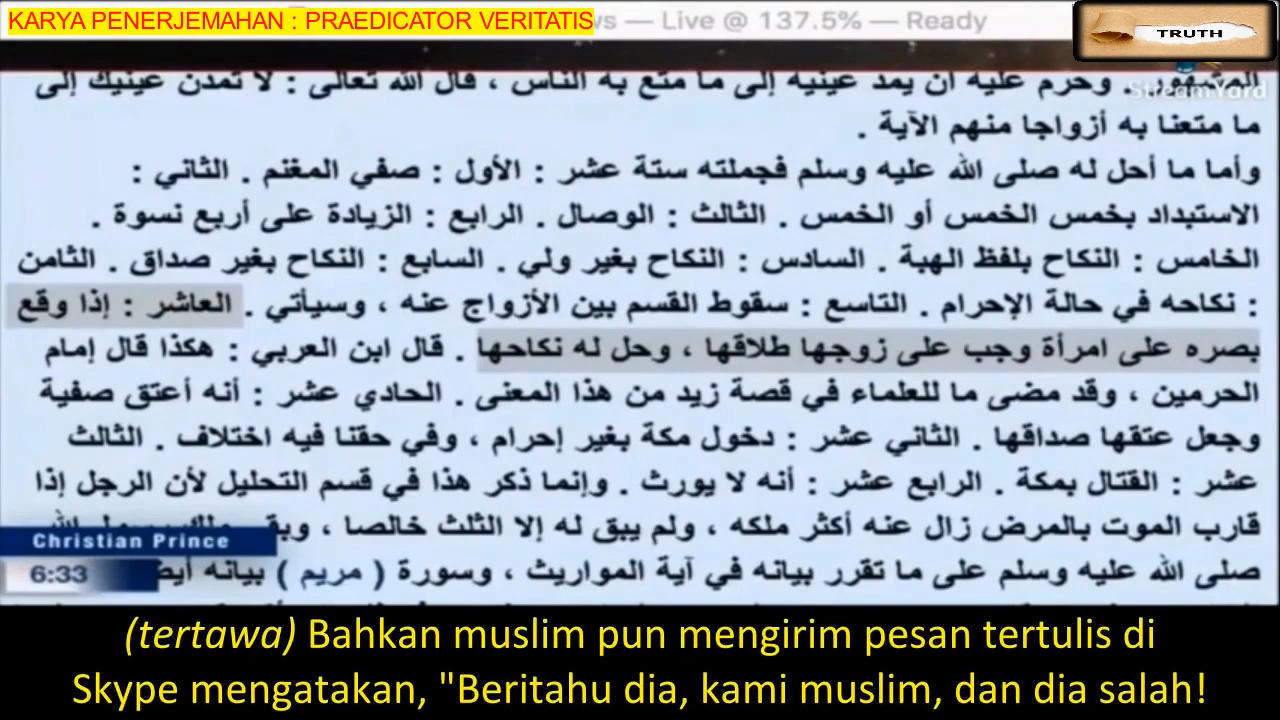 KARYA PENERJEMAHAN : PRAEDICATOR VERITATIS
— Live @ 137.5% — Ready
TRUTH
StreamYard
المشهور . وحرم عليه أن يمد عينيه إلى ما متع به الناس ، قال الله تعالى : لا تمدن عينيك إلى
ما متعنا به أزواجا منهم الآية .
وأما ما أحل له صلى الله عليه وسلم فجملته ستة عشر : الأول : صفي المغنم . الثاني :
الاستبداد بخمس الخمس أو الخمس . الثالث : الوصال . الرابع : الزيادة على أربع نسوة .
الخامس : النكاح بلفظ الهبة . السادس : النكاح بغير ولي . السابع : النكاح بغير صداق . الثامن
: نكاحه في حالة الإحرام . التاسع : سقوط القسم بين الأزواج عنه ، وسيأتي . العاشر : إذا وقع
بصره على امرأة وجب على زوجها طلاقها ، وحل له نكاحها . قال ابن العربي : هكذا قال إمام
الحرمين ، وقد مضى ما للعلماء في قصة زيد من هذا المعنى . الحادي عشر : أنه أعتق صفية
وجعل عتقها صداقها . الثاني عشر : دخول مكة بغير إحرام ، وفي حقنا فيه اختلاف . الثالث
عشر : القتال بمكة . الرابع عشر : أنه لا يورث . وإنما ذكر هذا في قسم التحليل لأن الرجل إذا
قارب الموت بالمرض زال عنه أكثر ملكه ، ولم يبق له إلا الثلث خالصا ،
صلى الله عليه وسلم على ما تقرر بيانه في آية المواريث ، وسورة ( مريم ) بيانه
Christian Prince
6:33
(tertawa) Bahkan muslim pun mengirim pesan tertulis di
Skype mengatakan, "Beritahu dia, kami muslim, dan dia salah!